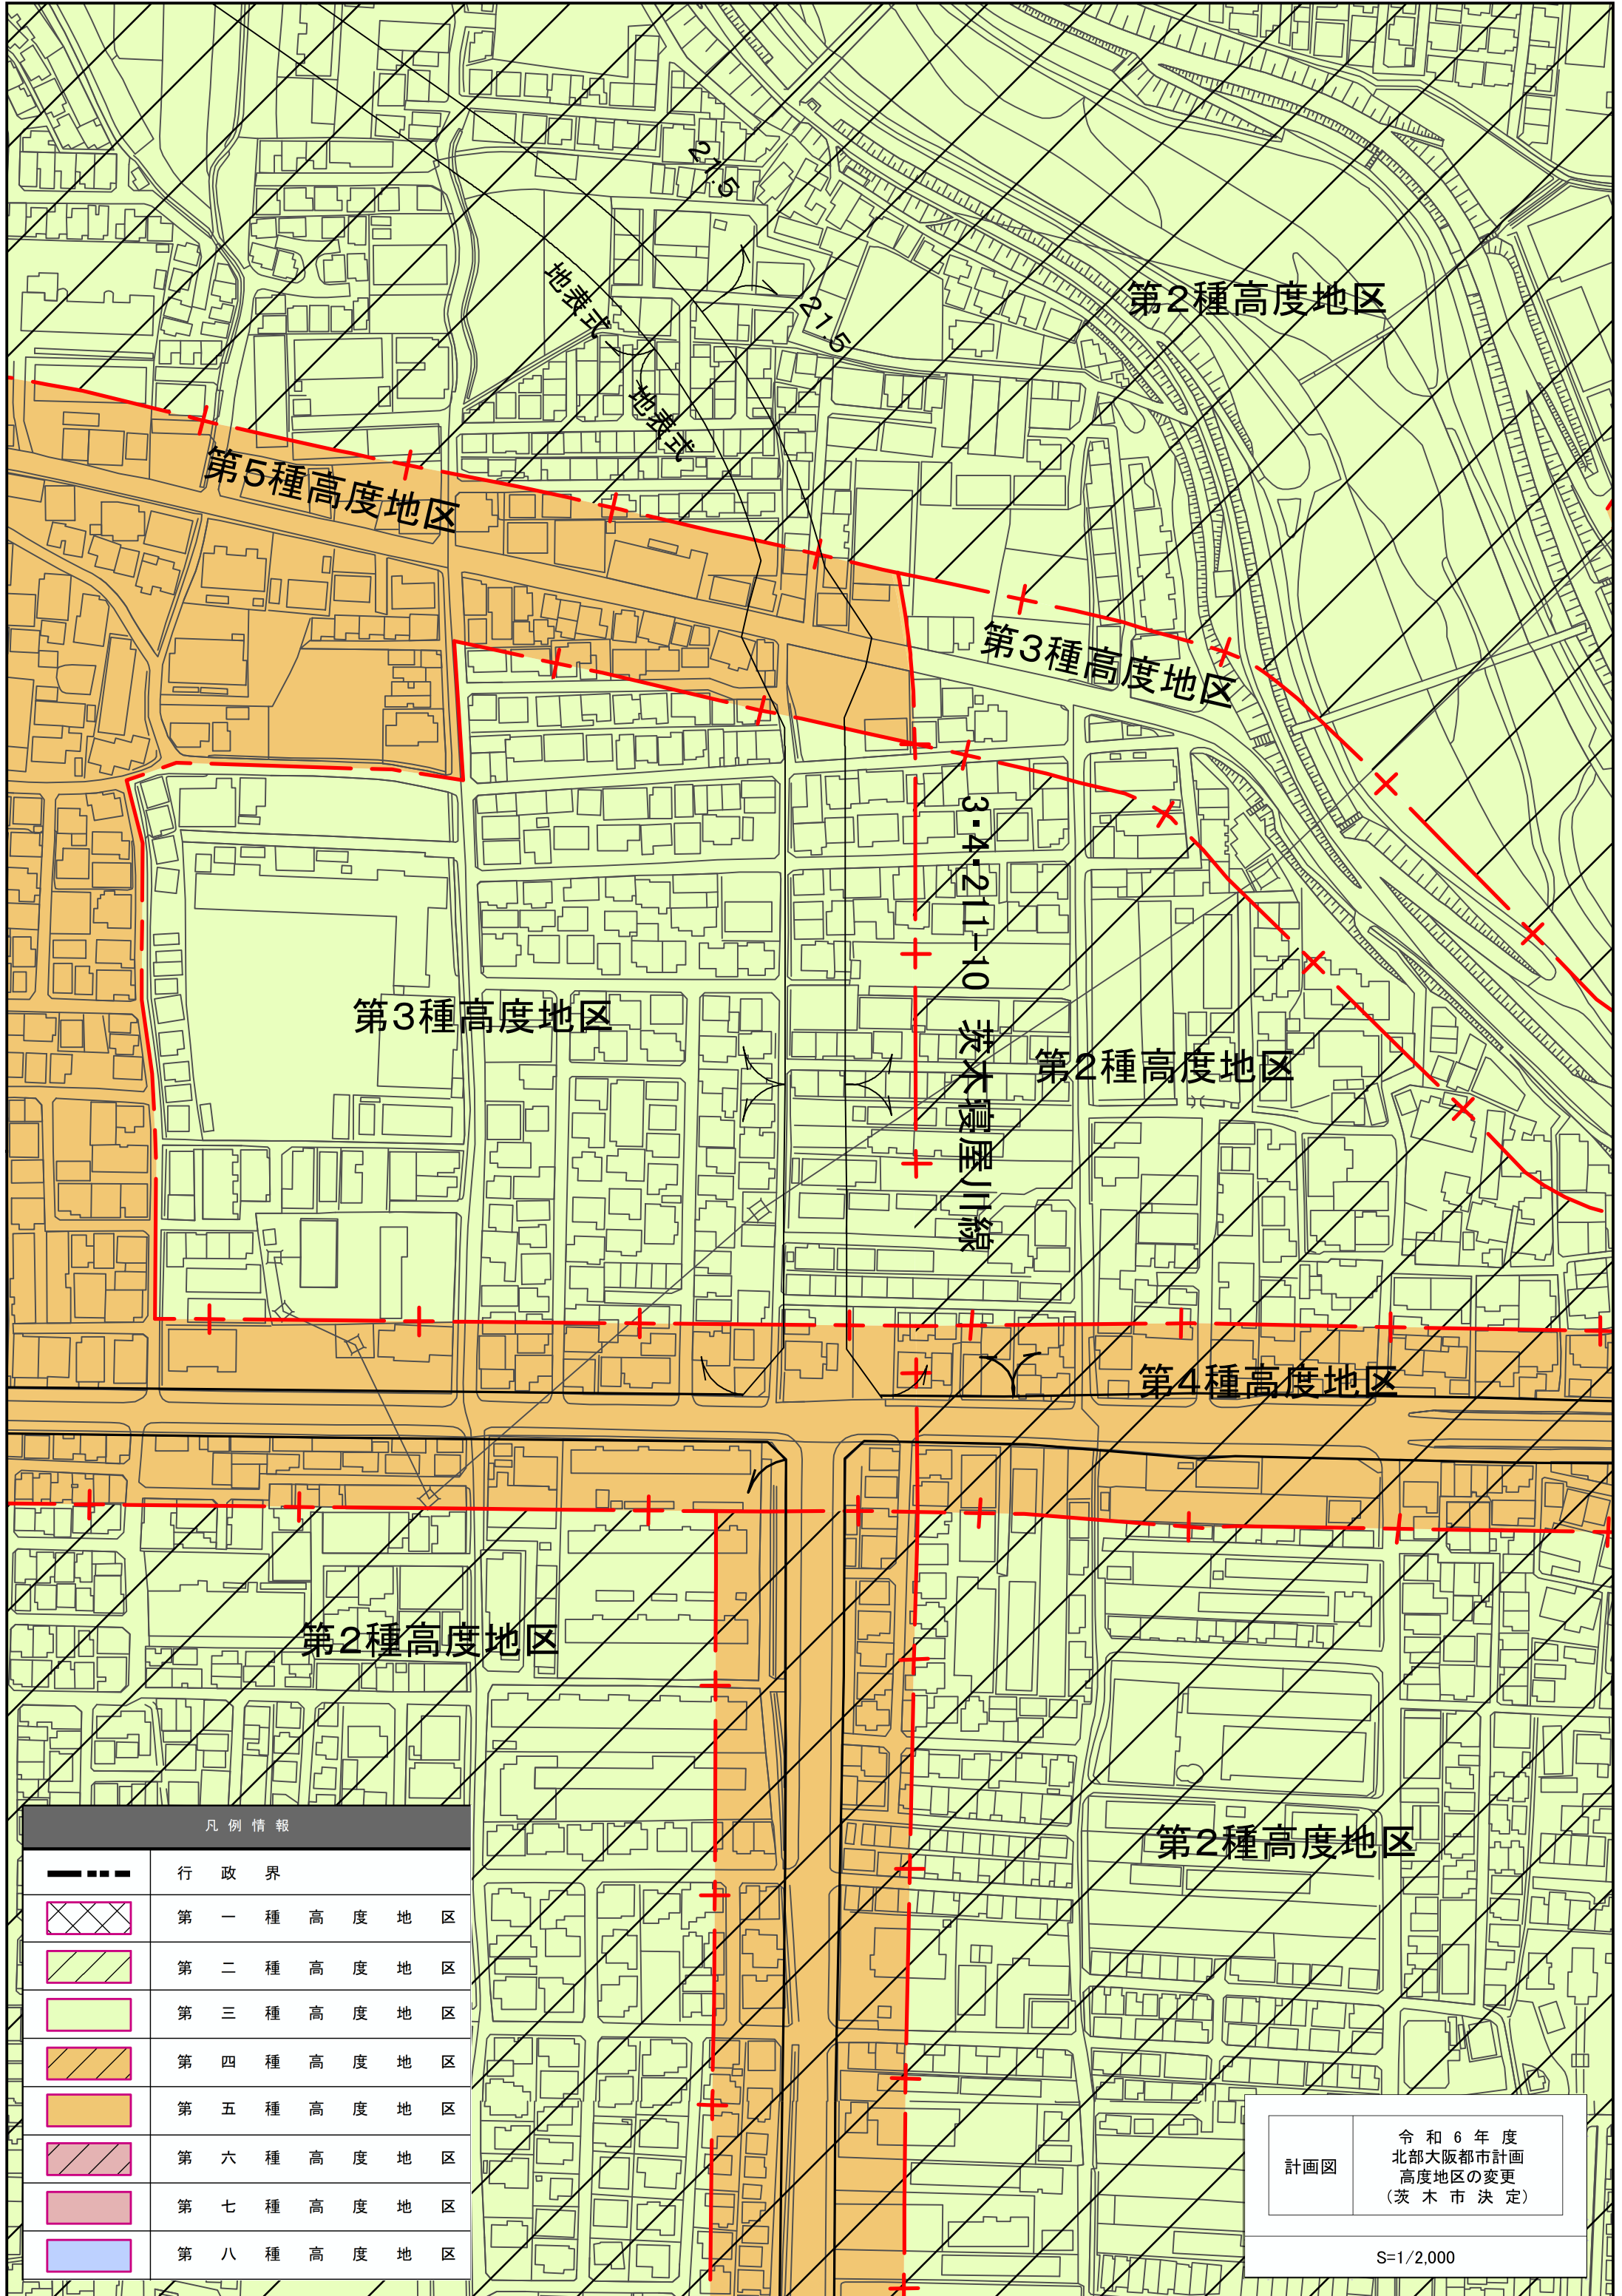 21.5
第2種高度地区
地表式
21.5
地表式
第5種高度地区
第3種高度地区
3・4・211-10 茨木寝屋川線
第3種高度地区
第2種高度地区
第4種高度地区
第2種高度地区
第2種高度地区
凡例情報
行政界
第一種高度地区
第二種高度地区
第三種高度地区
第四種高度地区
第五種高度地区
第六種高度地区
第七種高度地区
第八種高度地区
計画図
令和6年度
北部大阪都市計画
高度地区の変更
(茨木市決定)
S=1/2,000